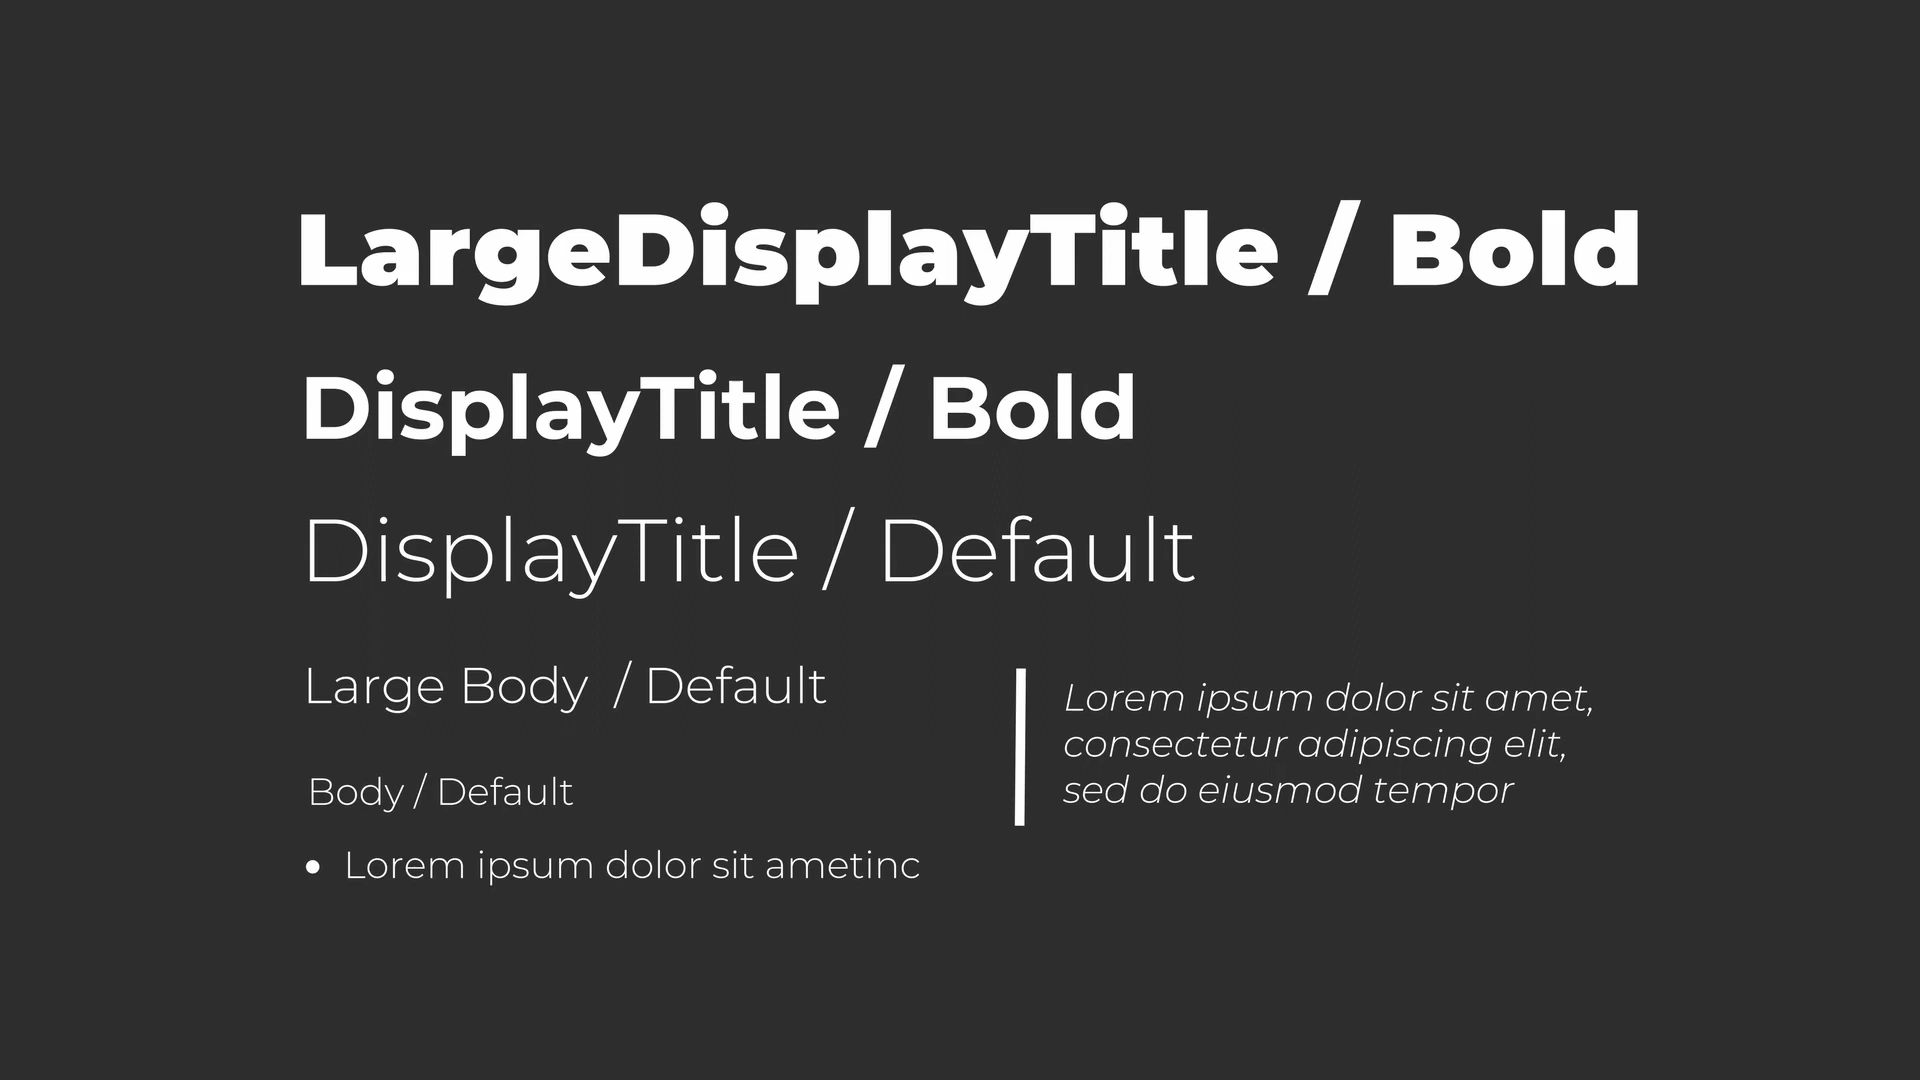 LargeDisplayTitle / Bold
DisplayTitle / Bold
DisplayTitle / Default
Large Body  / Default
Body / Default
• Lorem ipsum dolor sit ametinc
Lorem ipsum dolor sit amet,
consectetur adipiscing elit,
sed do eiusmod tempor